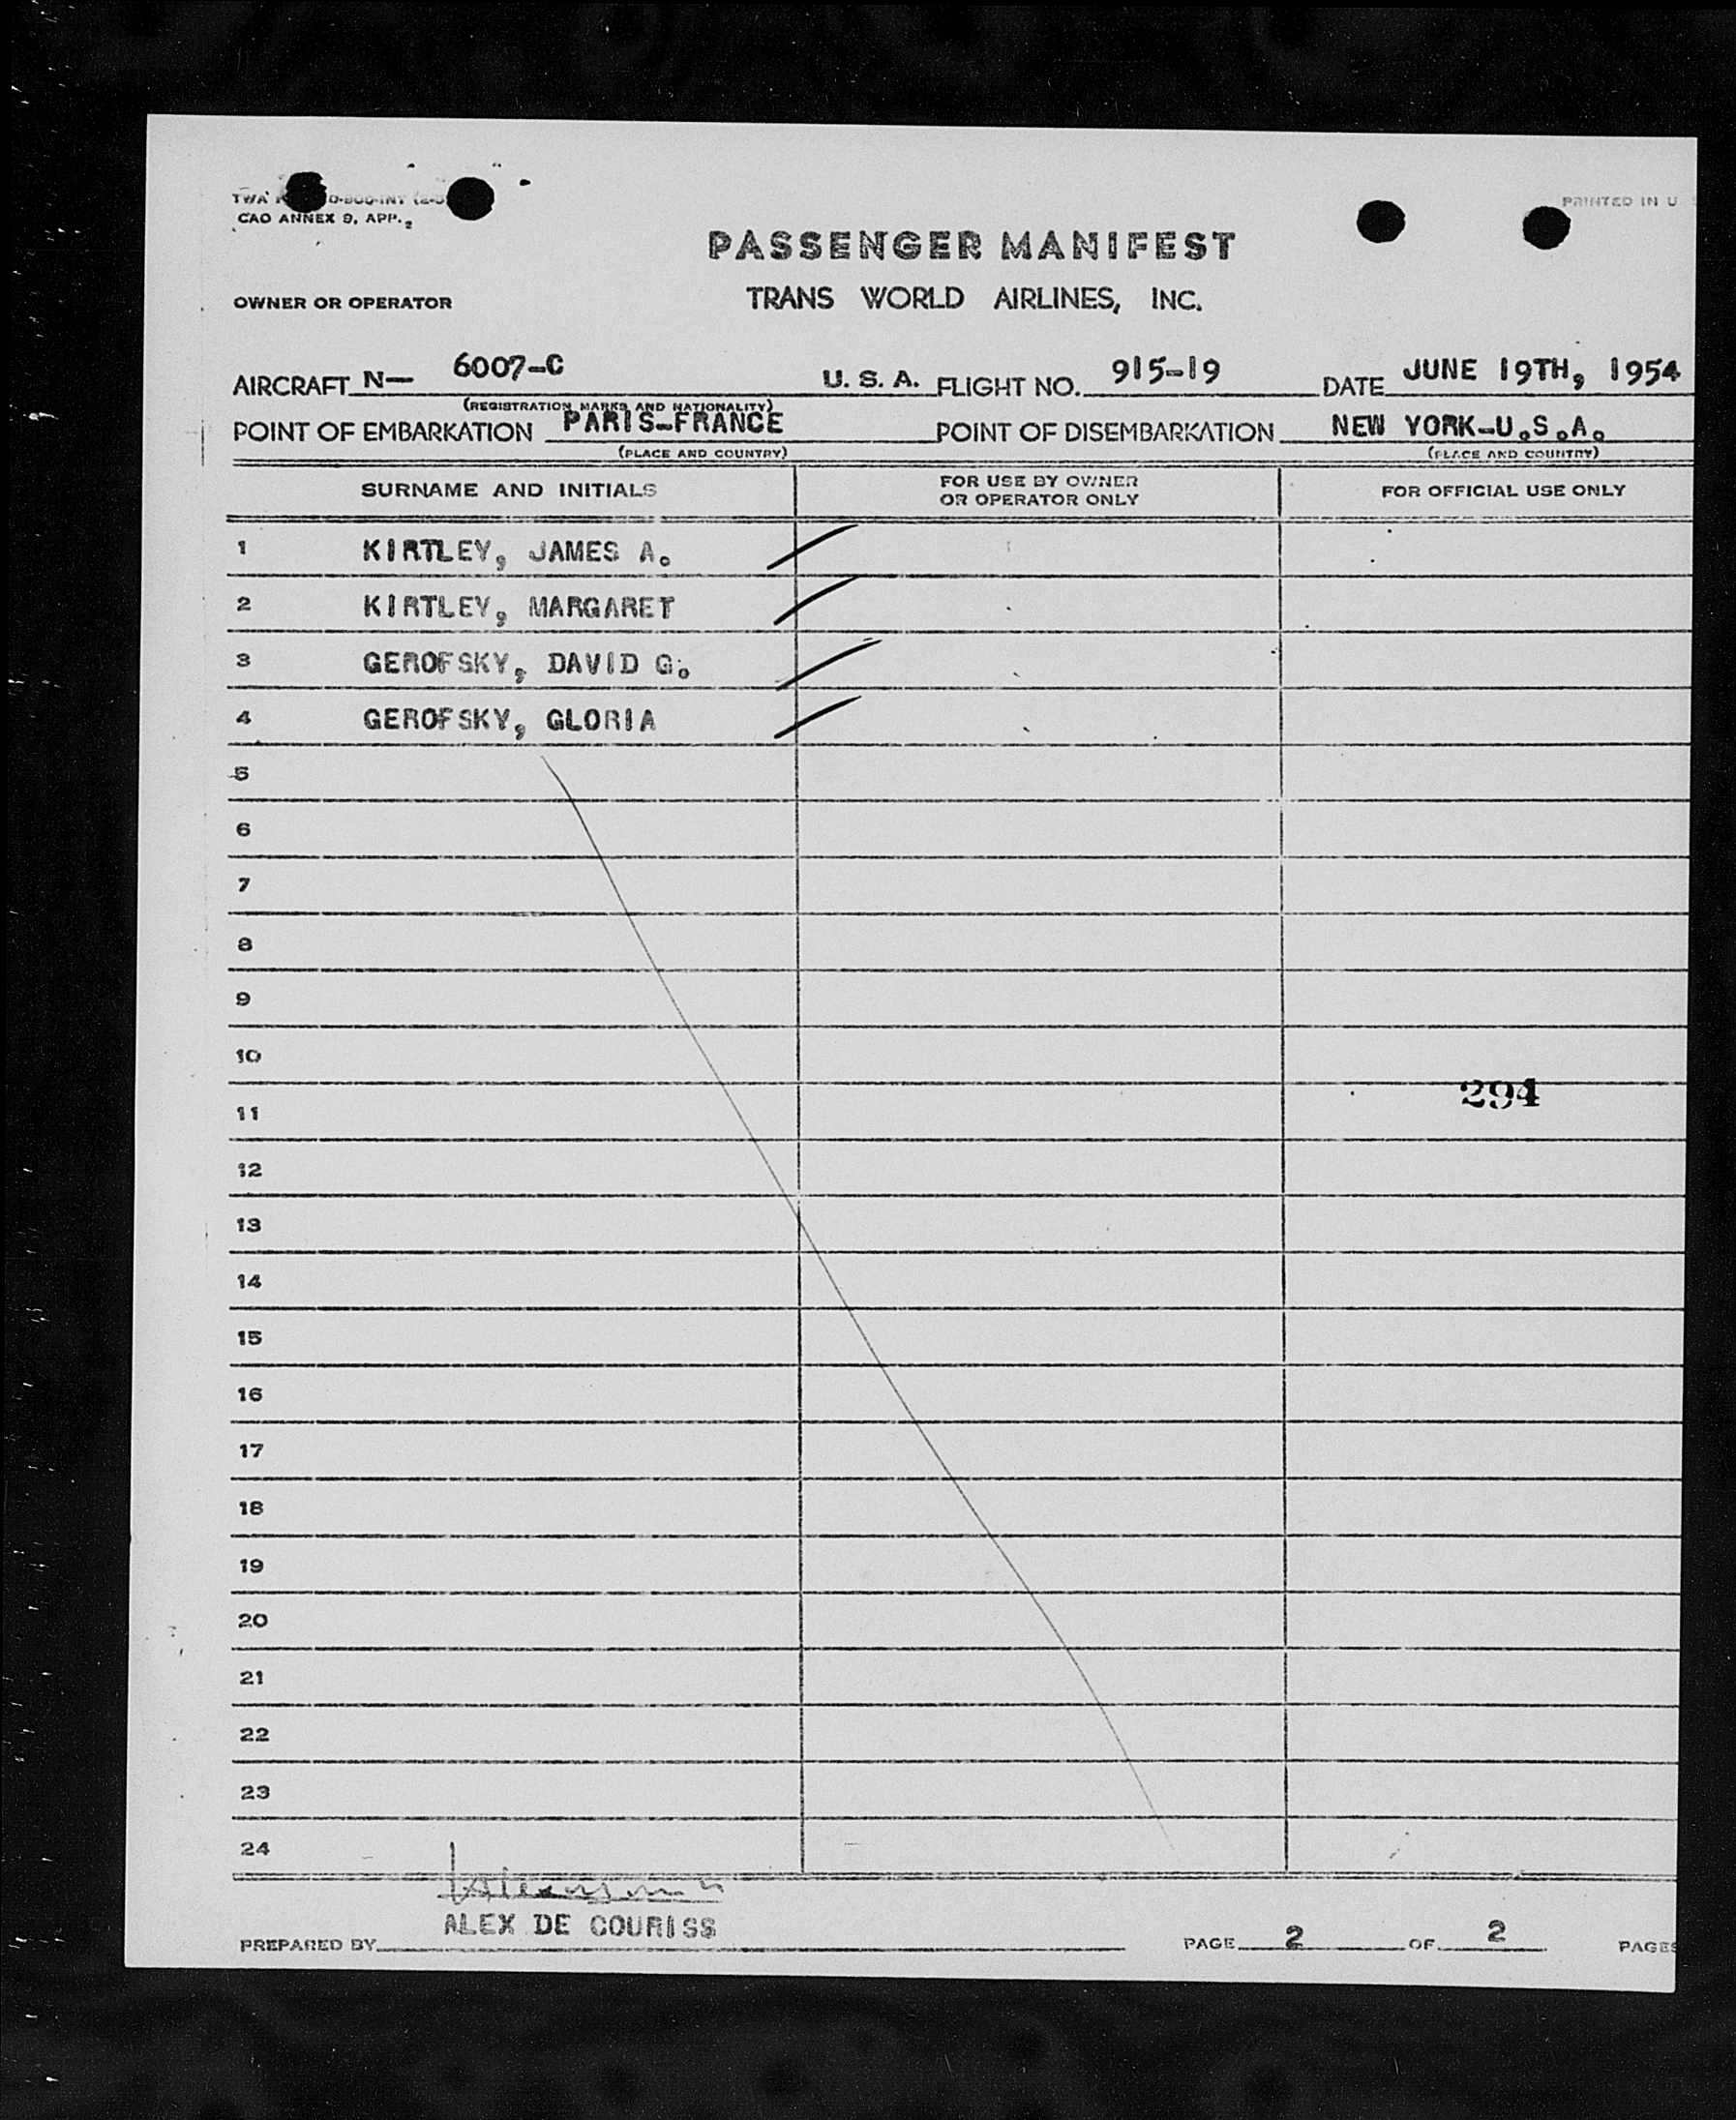 TWA
CAO ANNEX 9, APP. 2
PRINTED IN U
PASSENGER MANIFEST
OWNER OR OPERATOR TRANS WORLD AIRLINES, INC.
AIRCRAFT N— 6007-C U. S. A. FLIGHT NO. 915-19 DATE JUNE 19TH, 1954
(REGISTRATION MARKS AND NATIONALITY)
POINT OF EMBARKATION PARIS-FRANCE POINT OF DISEMBARKATION NEW YORK-U.S.A.
(PLACE AND COUNTRY) (PLACE AND COUNTRY)
SURNAME AND INITIALS FOR USE BY OWNER OR OPERATOR ONLY FOR OFFICIAL USE ONLY
1 KIRTLEY, JAMES A.
2 KIRTLEY, MARGARET
3 GEROFSKY, DAVID G.
4 GEROFSKY, GLORIA
5
6
7
8
9
10
294
11
12
13
14
15
16
17
18
19
20
21
22
23
24
ALEX DE COURISS
PREPARED BY PAGE 2 OF 2 PAGES